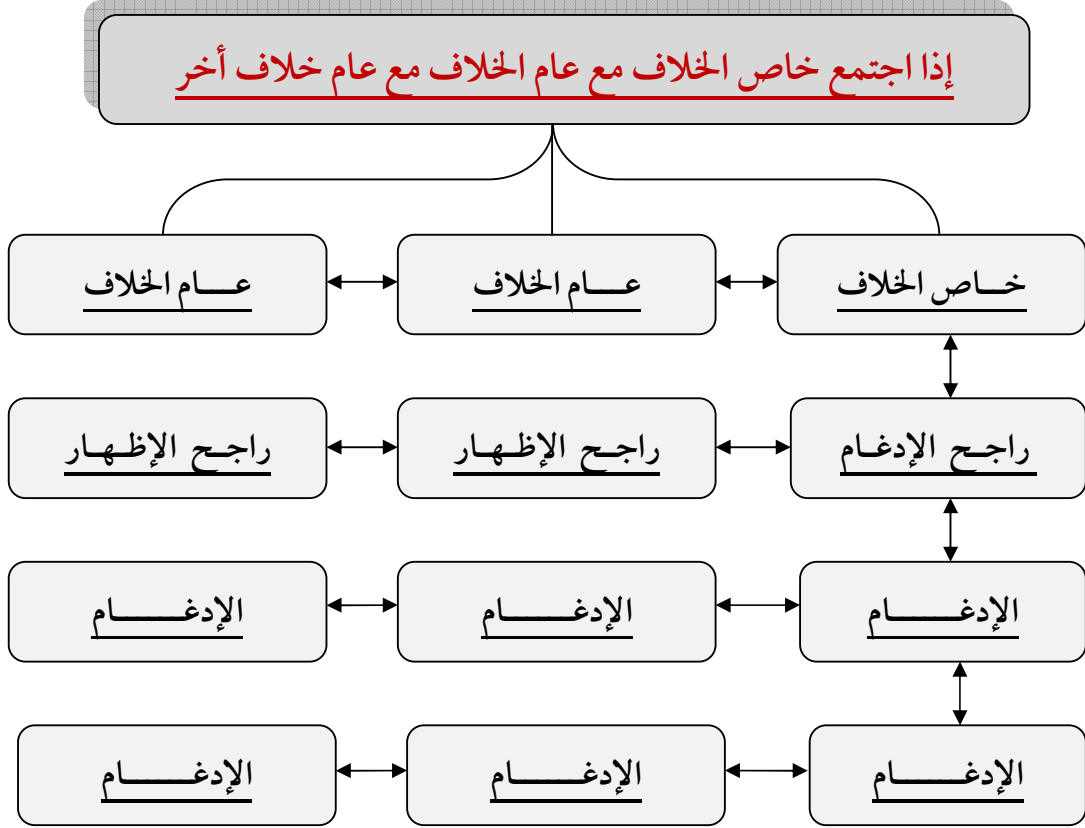 إذا اجتمع خاص الخلاف مع عام الخلاف مع عام خلاف أخر
خــاص الخلاف عـــام الخلاف عـــام الخلاف
راجـح الإدغـام راجـح الإظـهـار راجـح الإظـهـار
الإدغــــــام الإدغــــــام الإدغــــــام
الإدغــــــام الإدغــــــام الإدغــــــام